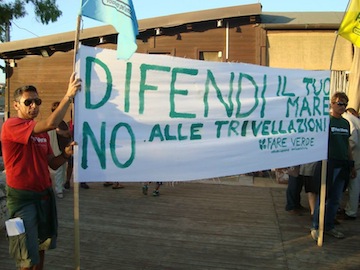 DIFENDI IL TUO
MARE
NO ALLE TRIVELLAZIONI
FARE VERDE